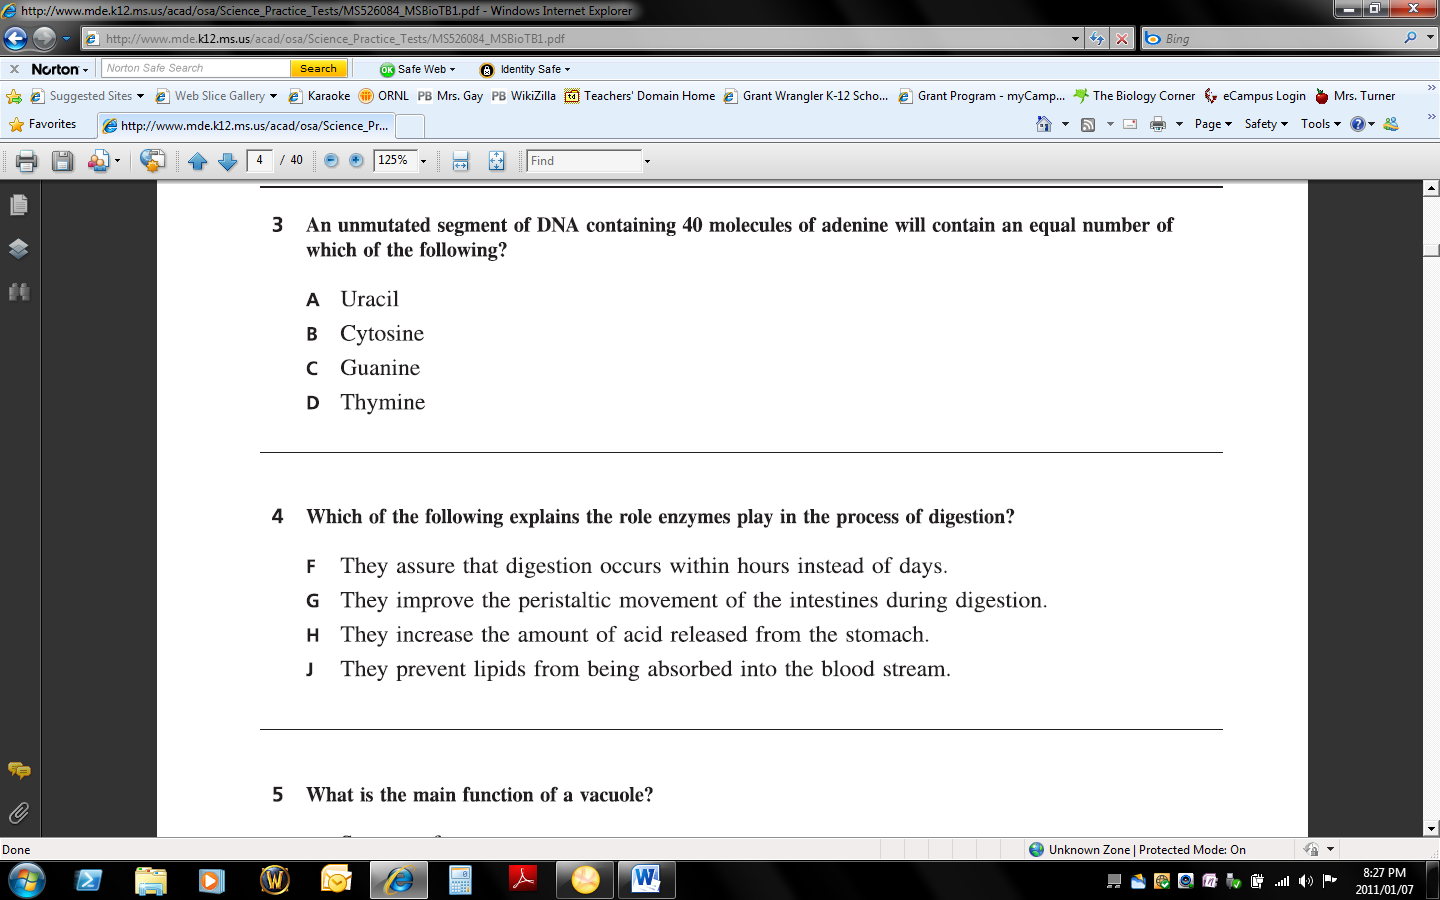 http://www.mde.k12.ms.us/acad/osa/Science_Practice_Tests/MS526084_MSBioTB1.pdf - Windows Internet Explorer
http://www.mde.k12.ms.us/acad/osa/Science_Practice_Tests/MS526084_MSBioTB1.pdf
Bing
X Norton Norton Safe Search Search OK Safe Web Identity Safe
Suggested Sites Web Slice Gallery Karaoke ORNL PB Mrs. Gay PB WikiZilla td Teachers' Domain Home Grant Wrangler K-12 Scho... Grant Program - myCamp... The Biology Corner eCampus Login Mrs. Turner
Favorites http://www.mde.k12.ms.us/acad/osa/Science_Pr... Page Safety Tools
4 / 40 125% Find
3 An unmutated segment of DNA containing 40 molecules of adenine will contain an equal number of
which of the following?
A Uracil
B Cytosine
C Guanine
D Thymine
4 Which of the following explains the role enzymes play in the process of digestion?
F They assure that digestion occurs within hours instead of days.
G They improve the peristaltic movement of the intestines during digestion.
H They increase the amount of acid released from the stomach.
J They prevent lipids from being absorbed into the blood stream.
5 What is the main function of a vacuole?
Done Unknown Zone | Protected Mode: On
8:27 PM
2011/01/07